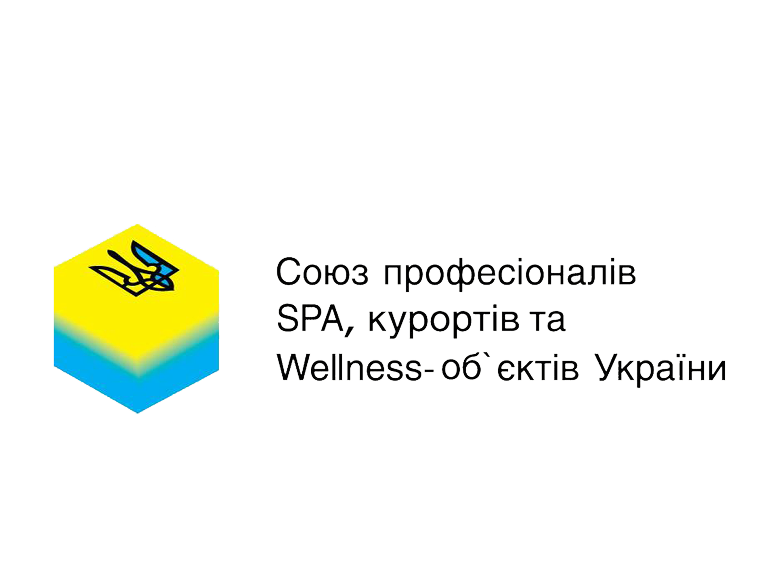 Союз професіоналів
SPA, курортів та
Wellness-об`єктів України